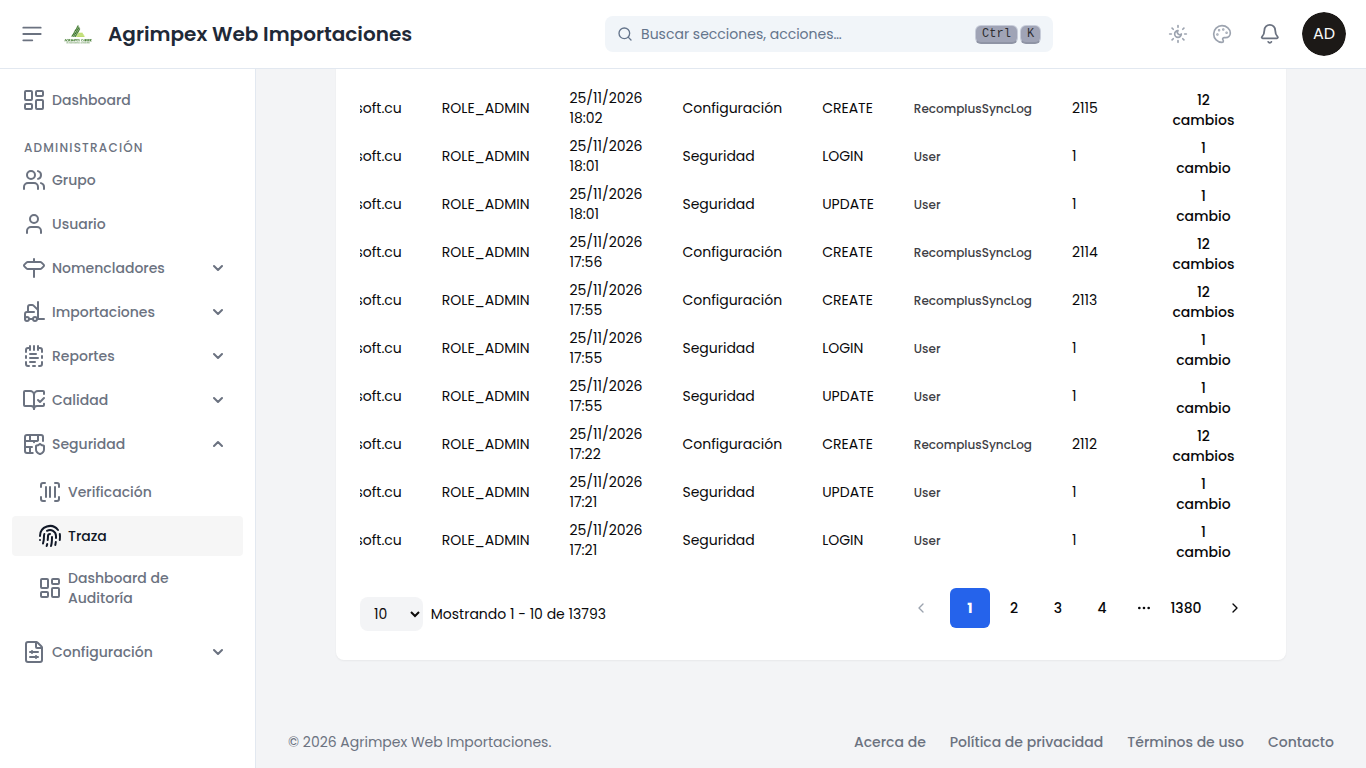 Agrimpex Web Importaciones
Buscar secciones, acciones...
Ctrl K
AD
Dashboard
ADMINISTRACIÓN
Grupo
Usuario
Nomencladores
Importaciones
Reportes
Calidad
Seguridad
Verificación
Traza
Dashboard de
Auditoría
Configuración
soft.cu ROLE_ADMIN 25/11/2026 18:02 Configuración CREATE RecomplusSyncLog 2115 12 cambios
soft.cu ROLE_ADMIN 25/11/2026 18:01 Seguridad LOGIN User 1 1 cambio
soft.cu ROLE_ADMIN 25/11/2026 18:01 Seguridad UPDATE User 1 1 cambio
soft.cu ROLE_ADMIN 25/11/2026 17:56 Configuración CREATE RecomplusSyncLog 2114 12 cambios
soft.cu ROLE_ADMIN 25/11/2026 17:55 Configuración CREATE RecomplusSyncLog 2113 12 cambios
soft.cu ROLE_ADMIN 25/11/2026 17:55 Seguridad LOGIN User 1 1 cambio
soft.cu ROLE_ADMIN 25/11/2026 17:55 Seguridad UPDATE User 1 1 cambio
soft.cu ROLE_ADMIN 25/11/2026 17:22 Configuración CREATE RecomplusSyncLog 2112 12 cambios
soft.cu ROLE_ADMIN 25/11/2026 17:21 Seguridad UPDATE User 1 1 cambio
soft.cu ROLE_ADMIN 25/11/2026 17:21 Seguridad LOGIN User 1 1 cambio
10 Mostrando 1 - 10 de 13793
1 2 3 4 ... 1380
© 2026 Agrimpex Web Importaciones.
Acerca de Política de privacidad Términos de uso Contacto